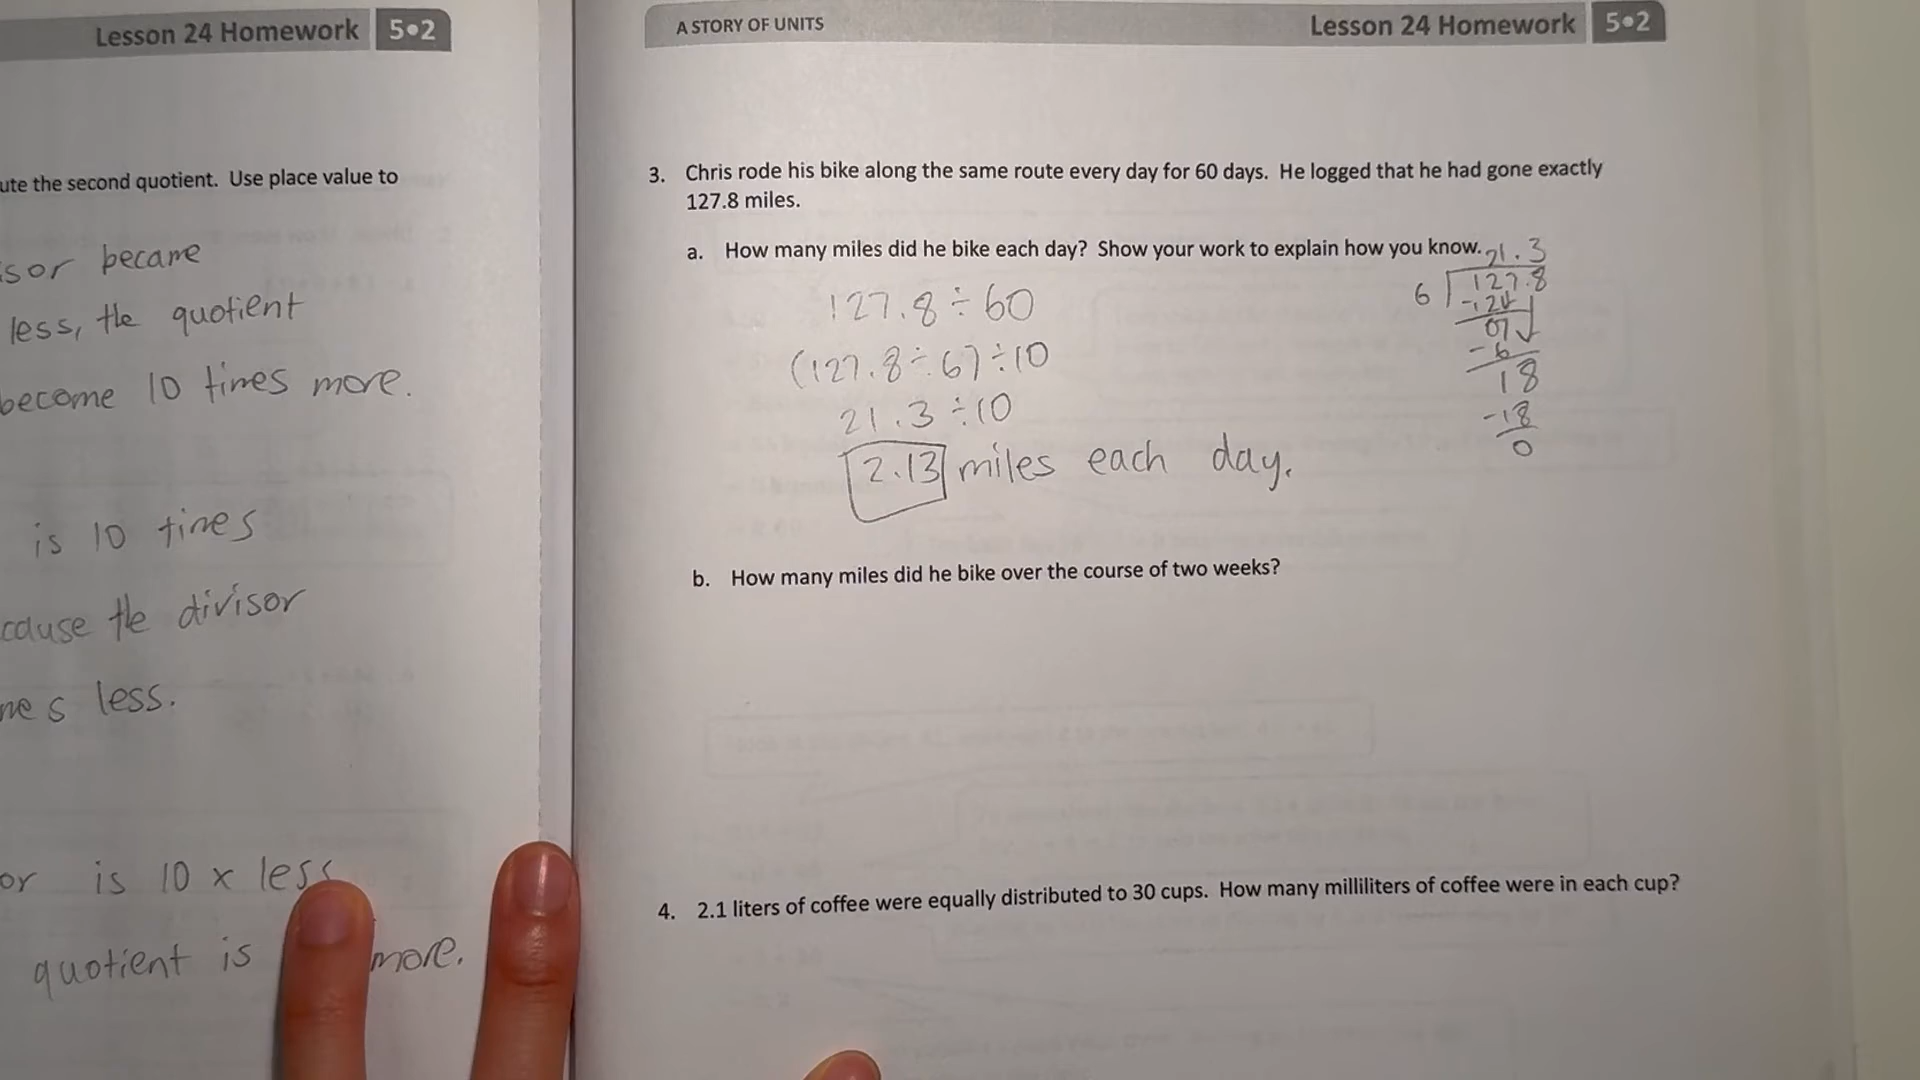 Lesson 24 Homework 5•2
ute the second quotient. Use place value to
sor became
less, the quotient
become 10 times more.
is 10 times
cause the divisor
mes less.
or is 10 x less
quotient is more.
A STORY OF UNITS
Lesson 24 Homework 5•2
3. Chris rode his bike along the same route every day for 60 days. He logged that he had gone exactly
127.8 miles.
a. How many miles did he bike each day? Show your work to explain how you know.
127.8 ÷ 60
(127.8 ÷ 6) ÷ 10
21.3 ÷ 10
2.13 miles each day.
21.3
6 127.8
-12
07
-6
18
-18
0
b. How many miles did he bike over the course of two weeks?
4. 2.1 liters of coffee were equally distributed to 30 cups. How many milliliters of coffee were in each cup?